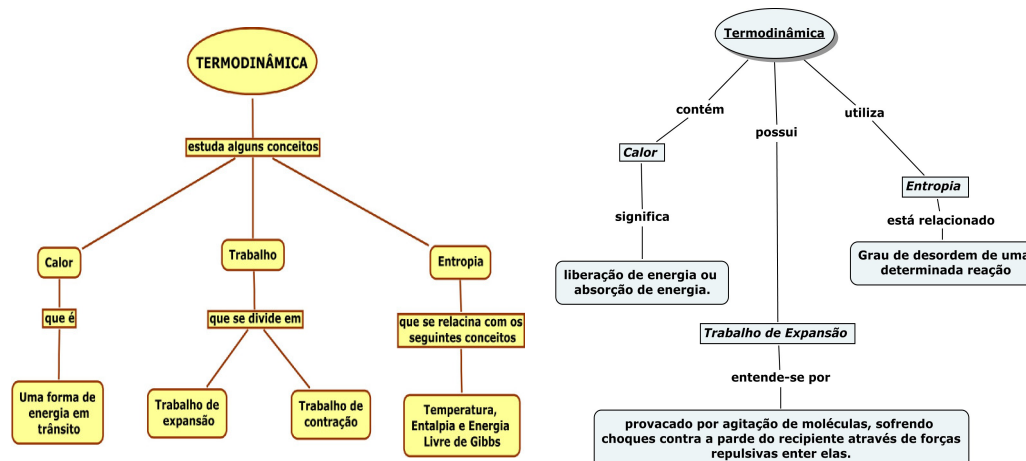 TERMODINÂMICA
estuda alguns conceitos
Calor
Trabalho
Entropia
que é
que se divide em
que se relacina com os
seguintes conceitos
Uma forma de
energia em
trânsito
Trabalho de
expansão
Trabalho de
contração
Temperatura,
Entalpia e Energia
Livre de Gibbs
Termodinâmica
contém
possui
utiliza
Calor
Entropia
significa
está relacionado
liberação de energia ou
absorção de energia.
Grau de desordem de uma
determinada reação
Trabalho de Expansão
entende-se por
provacado por agitação de moléculas, sofrendo
choques contra a parde do recipiente através de forças
repulsivas enter elas.